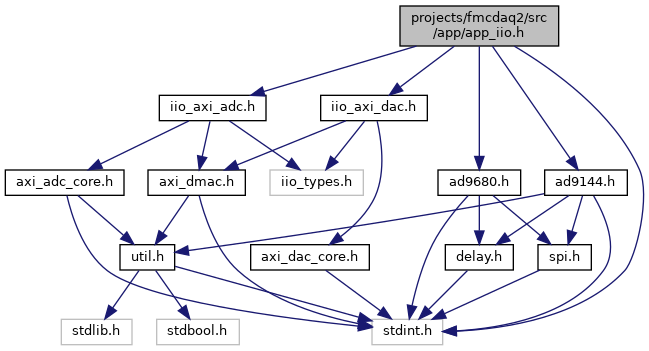 projects/fmcdaq2/src
/app/app_iio.h
iio_axi_adc.h
iio_axi_dac.h
axi_adc_core.h
axi_dmac.h
iio_types.h
ad9680.h
ad9144.h
util.h
axi_dac_core.h
delay.h
spi.h
stdlib.h
stdbool.h
stdint.h